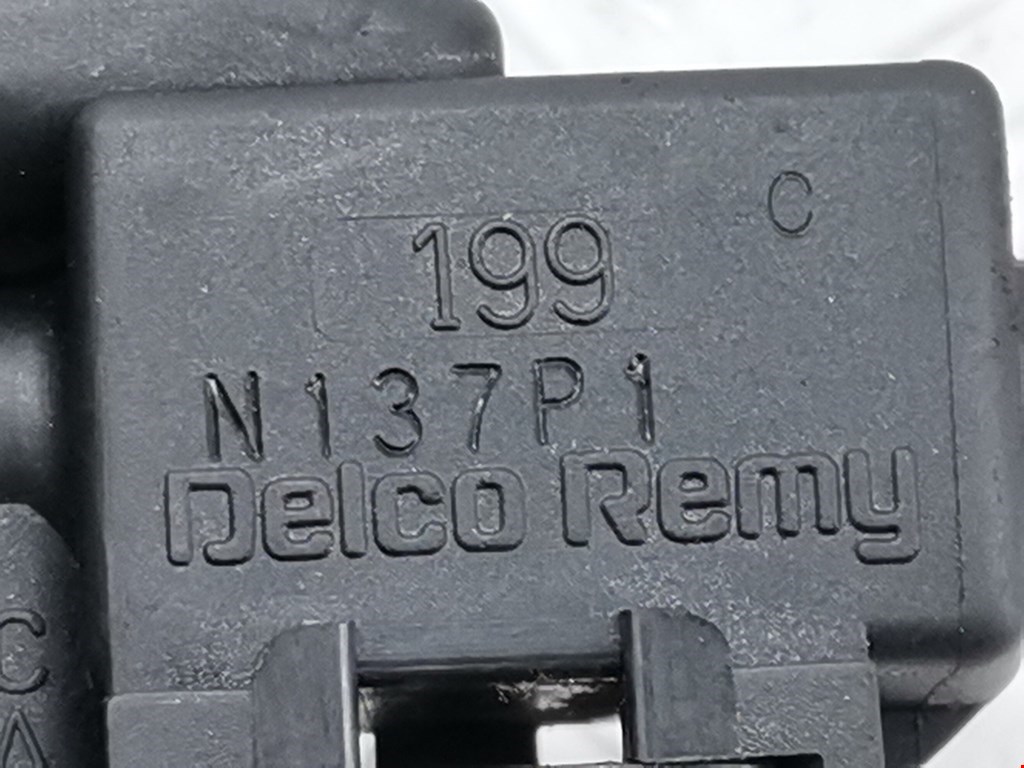 C
199
N137P1
Delco Remy
C
A